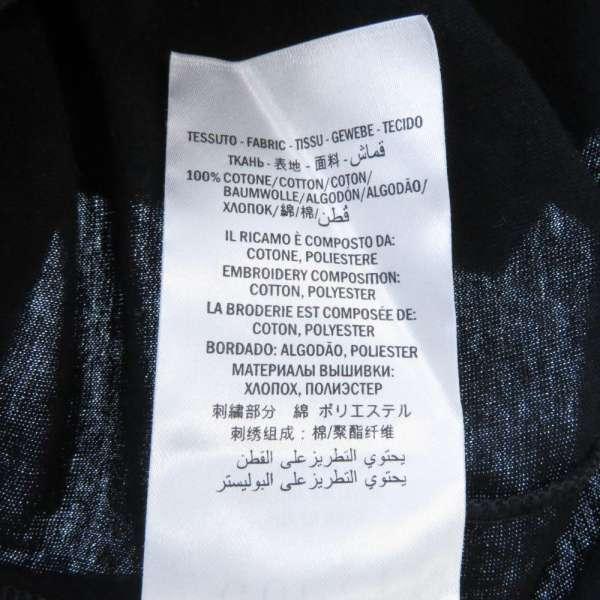 TESSUTO - FABRIC - TISSU - GEWEBE - TECIDO
ТКАНЬ - 表地 - 面料 - قماش
100% COTONE/COTTON/COTON/
BAUMWOLLE/ALGODÓN/ALGODÃO/
ХЛОПОК/綿/棉/قُطن
IL RICAMO È COMPOSTO DA:
COTONE, POLIESTERE
EMBROIDERY COMPOSITION:
COTTON, POLYESTER
LA BRODERIE EST COMPOSÉE DE:
COTON, POLYESTER
BORDADO: ALGODÃO, POLIESTER
МАТЕРИАЛЫ ВЫШИВКИ:
ХЛОПОХ, ПОЛИЭСТЕР
刺繍部分 綿 ポリエステル
刺绣组成：棉/聚酯纤维
يحتوي التطريز على القطن
يحتوي التطريز على البوليستر